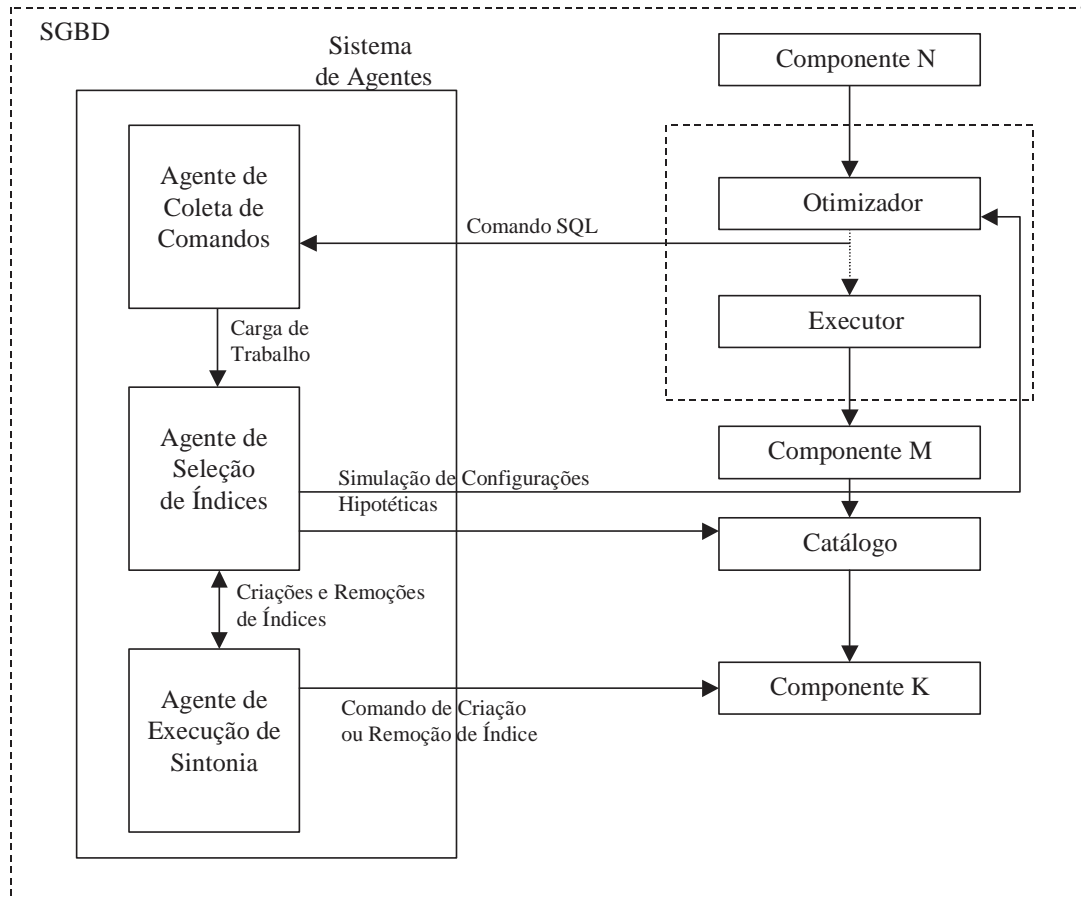 SGBD
Sistema
de Agentes
Componente N
Agente de
Coleta de
Comandos
Otimizador
Comando SQL
Executor
Carga de
Trabalho
Agente de
Seleção
de Índices
Componente M
Simulação de Configurações
Hipotéticas
Catálogo
Criações e Remoções
de Índices
Agente de
Execução de
Sintonia
Componente K
Comando de Criação
ou Remoção de Índice